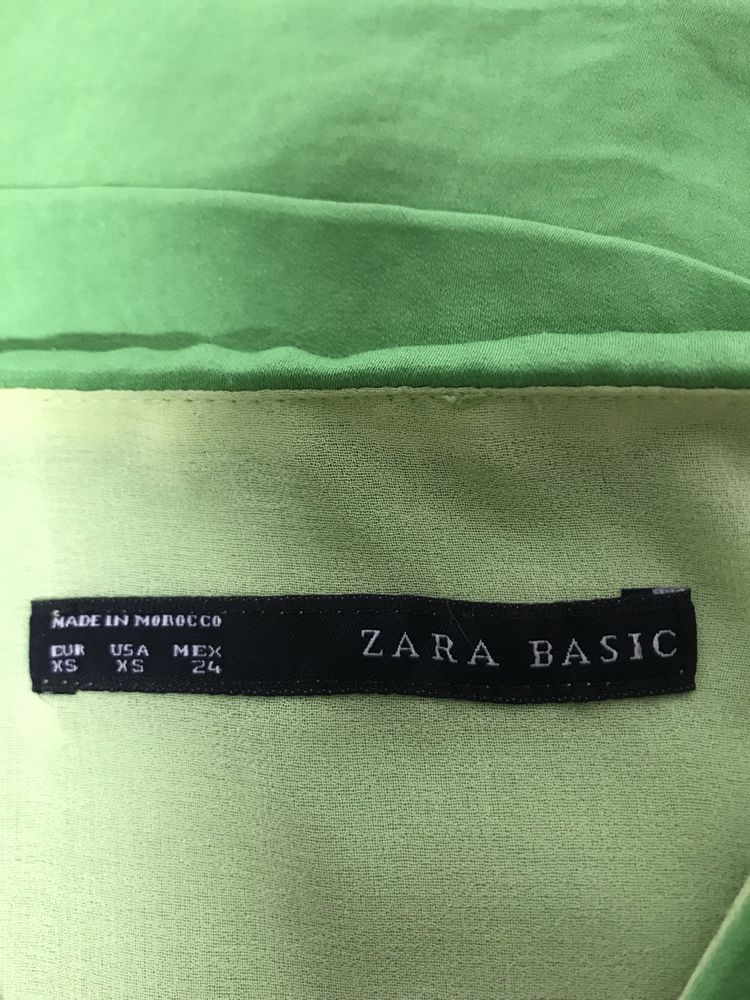 MADE IN MOROCCO
EUR USA MEX
XS XS 24
ZARA BASIC